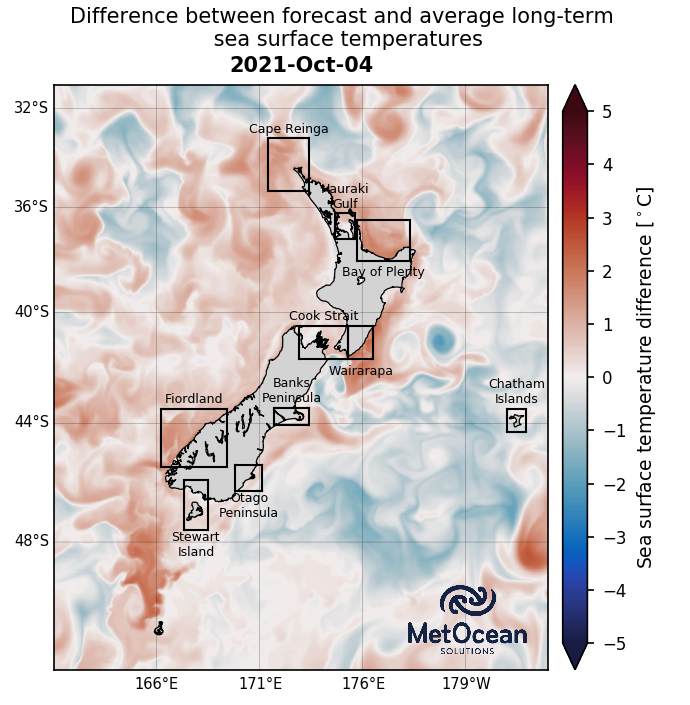 Difference between forecast and average long-term
sea surface temperatures
2021-Oct-04
32°S
36°S
40°S
44°S
48°S
Cape Reinga
Hauraki
Gulf
Bay of Plenty
Cook Strait
Wairarapa
Banks
Peninsula
Fiordland
Chatham
Islands
Otago
Peninsula
Stewart
Island
MetOcean
SOLUTIONS
166°E
171°E
176°E
179°W
5
4
3
2
1
0
−1
−2
−3
−4
−5
Sea surface temperature difference [°C]